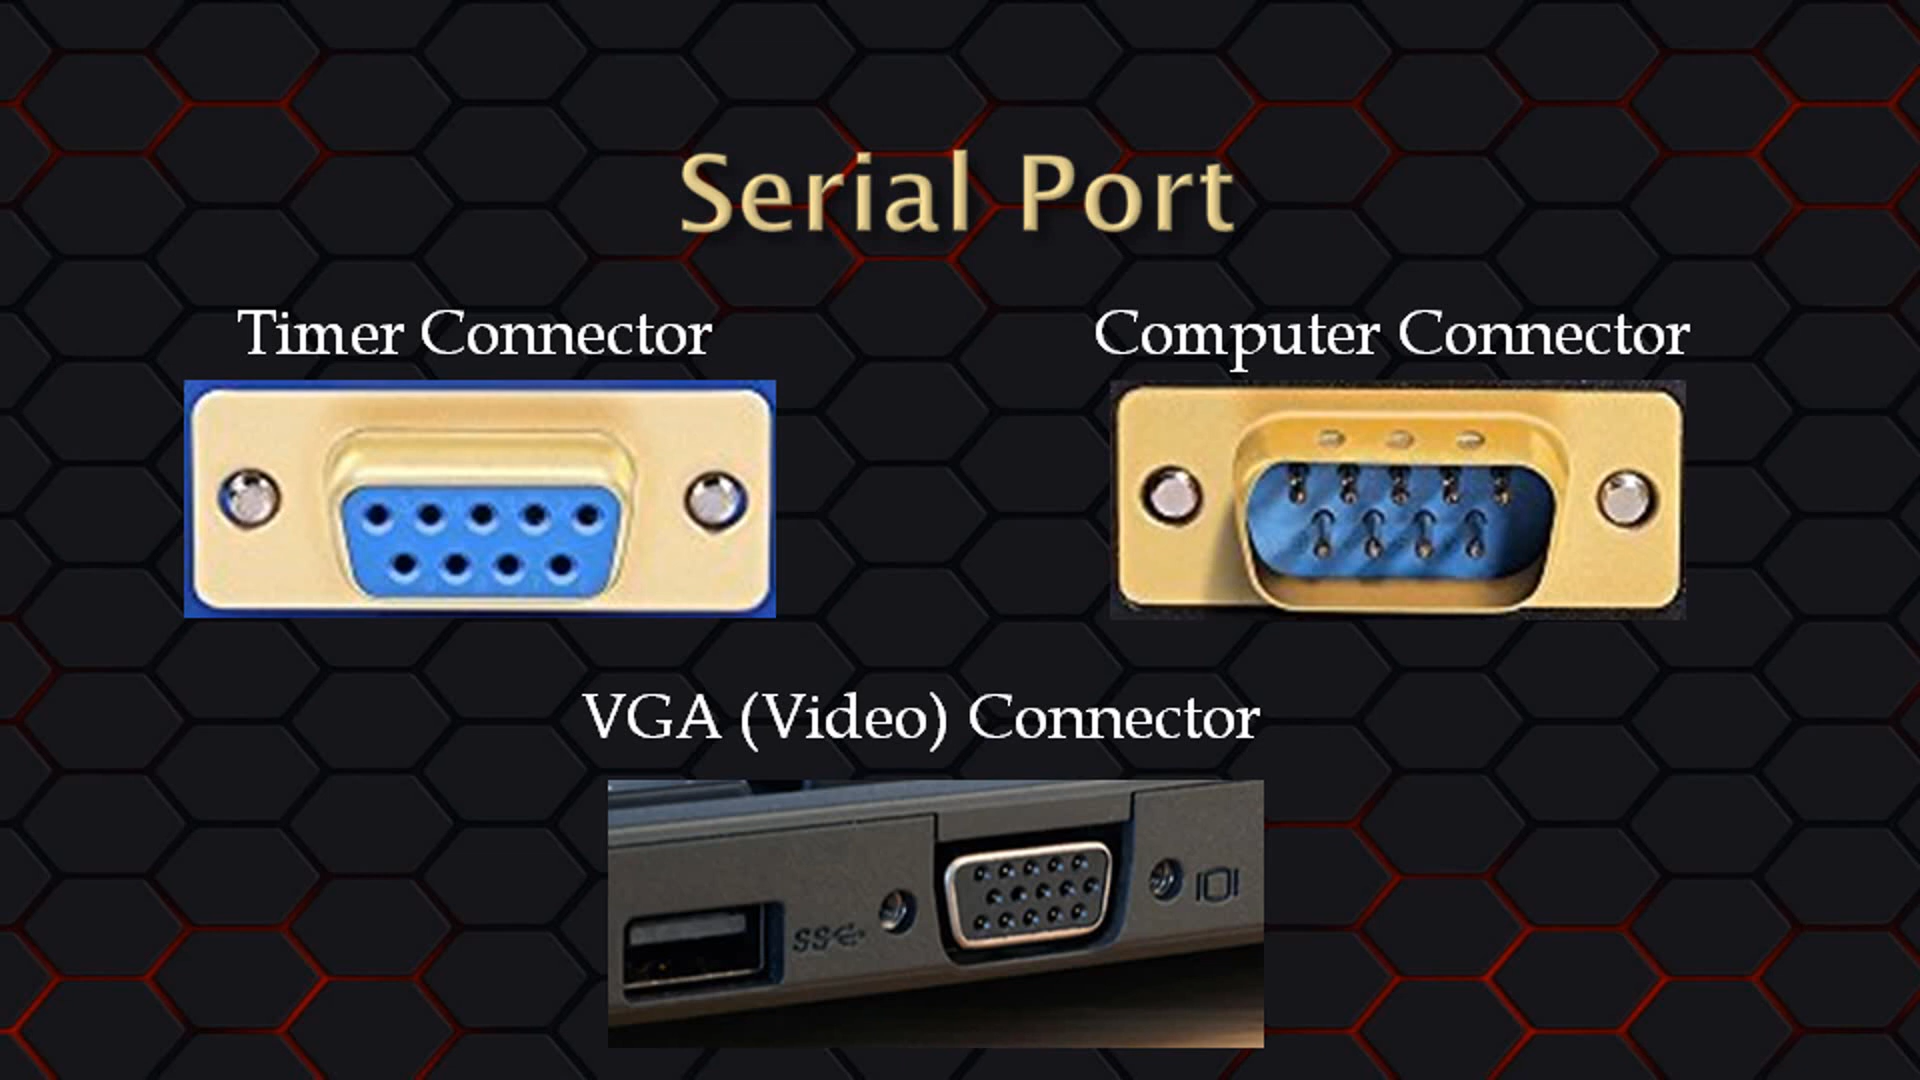 Serial Port
Timer Connector
Computer Connector
VGA (Video) Connector
SS